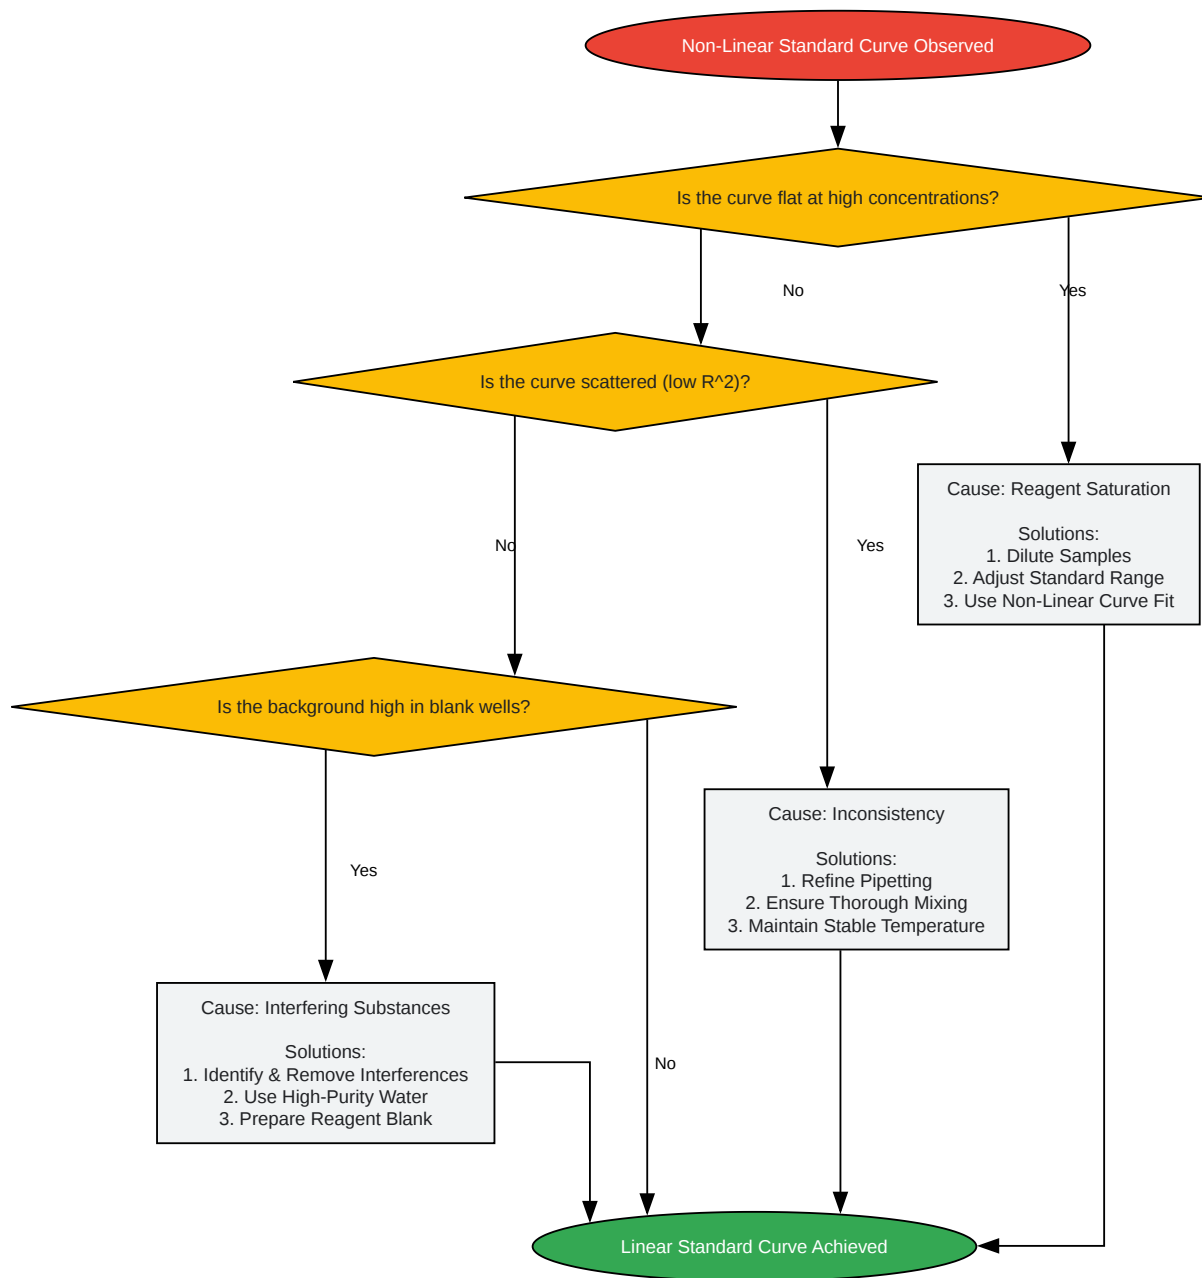 Non-Linear Standard Curve Observed
Is the curve flat at high concentrations?
No
Yes
Is the curve scattered (low R^2)?
Cause: Reagent Saturation
Solutions:
1. Dilute Samples
2. Adjust Standard Range
3. Use Non-Linear Curve Fit
No
Yes
Is the background high in blank wells?
Cause: Inconsistency
Solutions:
1. Refine Pipetting
2. Ensure Thorough Mixing
3. Maintain Stable Temperature
Yes
Cause: Interfering Substances
Solutions:
1. Identify & Remove Interferences
2. Use High-Purity Water
3. Prepare Reagent Blank
No
Linear Standard Curve Achieved